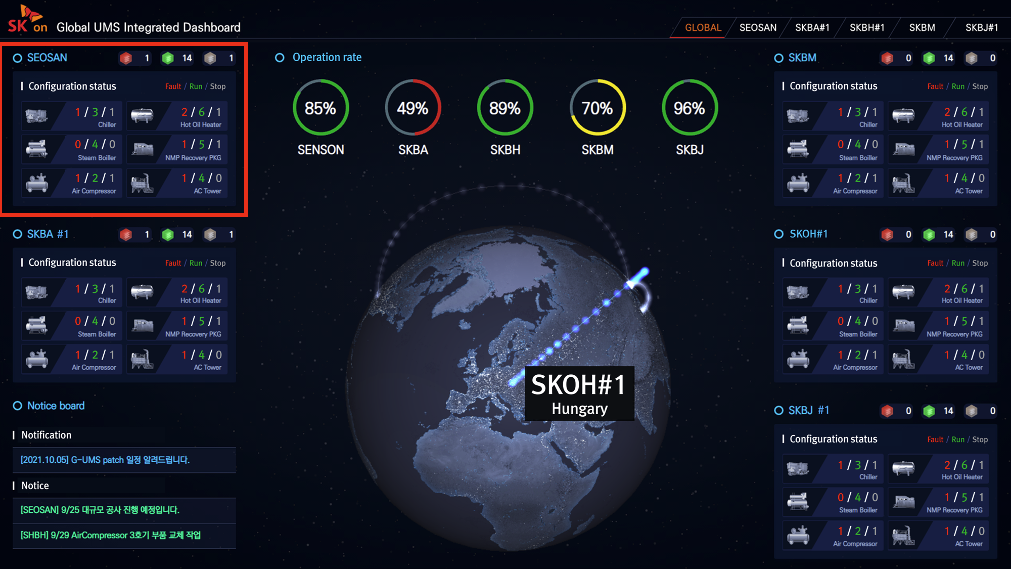 SK on
Global UMS Integrated Dashboard
GLOBAL SEOSAN SKBA#1 SKBH#1 SKBM SKBJ#1
SEOSAN 1 14 1
Configuration status Fault / Run / Stop
1 / 3 / 1 2 / 6 / 1
Chiller Hot Oil Heater
0 / 4 / 0 1 / 5 / 1
Steam Boiller NMP Recovery PKG
1 / 2 / 1 1 / 4 / 0
Air Compressor AC Tower
SKBA #1 1 14 1
Configuration status Fault / Run / Stop
1 / 3 / 1 2 / 6 / 1
Chiller Hot Oil Heater
0 / 4 / 0 1 / 5 / 1
Steam Boiller NMP Recovery PKG
1 / 2 / 1 1 / 4 / 0
Air Compressor AC Tower
Notice board
Notification
[2021.10.05] G-UMS patch 일정 알려드립니다.
Notice
[SEOSAN] 9/25 대규모 공사 진행 예정입니다.
[SHBH] 9/29 AirCompressor 3호기 부품 교체 작업
Operation rate
85% 49% 89% 70% 96%
SENSON SKBA SKBH SKBM SKBJ
SKOH#1
Hungary
SKBM 0 14 0
Configuration status Fault / Run / Stop
1 / 3 / 1 2 / 6 / 1
Chiller Hot Oil Heater
0 / 4 / 0 1 / 5 / 1
Steam Boiller NMP Recovery PKG
1 / 2 / 1 1 / 4 / 0
Air Compressor AC Tower
SKOH#1 0 14 0
Configuration status Fault / Run / Stop
1 / 3 / 1 2 / 6 / 1
Chiller Hot Oil Heater
0 / 4 / 0 1 / 5 / 1
Steam Boiller NMP Recovery PKG
1 / 2 / 1 1 / 4 / 0
Air Compressor AC Tower
SKBJ #1 0 14 0
Configuration status Fault / Run / Stop
1 / 3 / 1 2 / 6 / 1
Chiller Hot Oil Heater
0 / 4 / 0 1 / 5 / 1
Steam Boiller NMP Recovery PKG
1 / 2 / 1 1 / 4 / 0
Air Compressor AC Tower